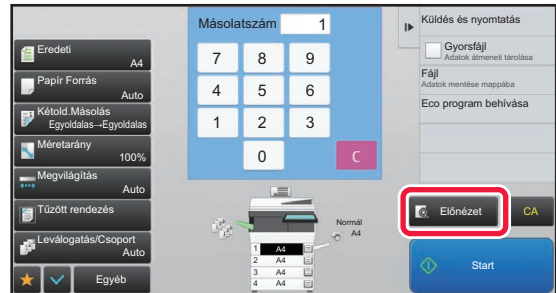 Másolatszám 1
Eredeti
A4
Papír Forrás
Auto
Kétold.Másolás
Egyoldalas→Egyoldalas
Méretarány
100%
Megvilágítás
Auto
Tűzött rendezés
Leválogatás/Csoport
Auto
Egyéb
7 8 9
4 5 6
1 2 3
0 C
Normál
A4
1 A4
2 A4
3 A4
4 A4
Küldés és nyomtatás
Gyorsfájl
Adatok átmeneti tárolása
Fájl
Adatok mentése mappába
Eco program behívása
Előnézet
CA
Start